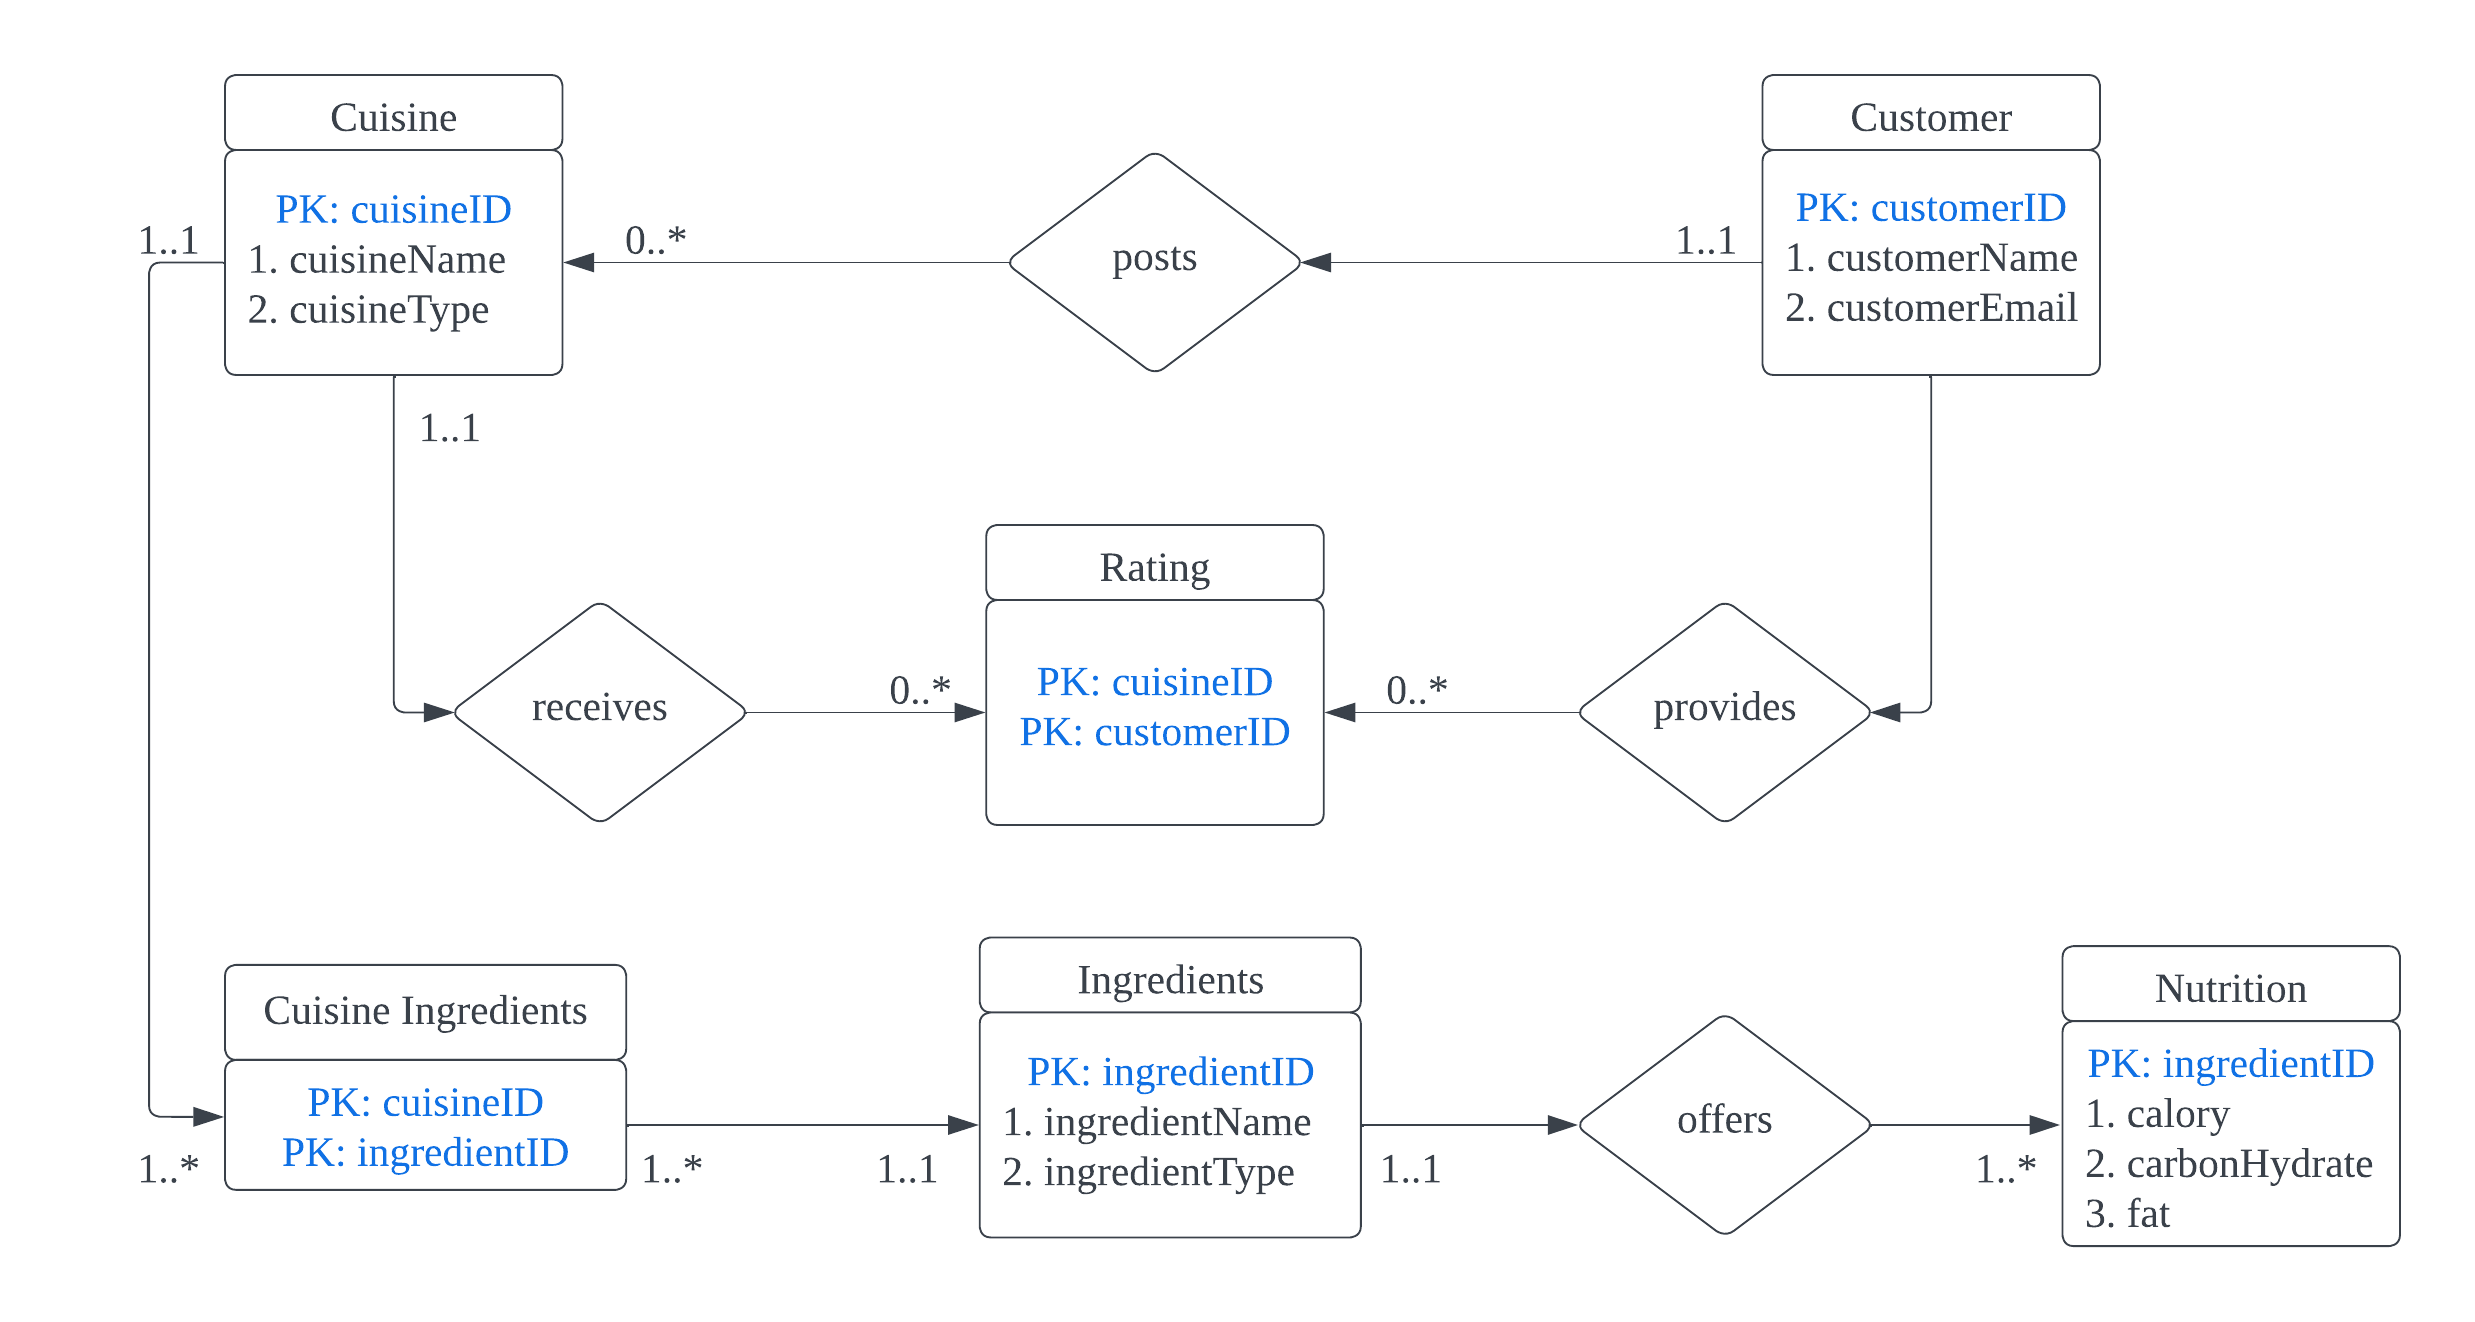 Cuisine
PK: cuisineID
1. cuisineName
2. cuisineType
1..1
0..*
posts
1..1
Customer
PK: customerID
1. customerName
2. customerEmail
1..1
receives
0..*
Rating
PK: cuisineID
PK: customerID
0..*
provides
Cuisine Ingredients
PK: cuisineID
PK: ingredientID
1..*
1..*
1..1
Ingredients
PK: ingredientID
1. ingredientName
2. ingredientType
1..1
offers
1..*
Nutrition
PK: ingredientID
1. calory
2. carbonHydrate
3. fat